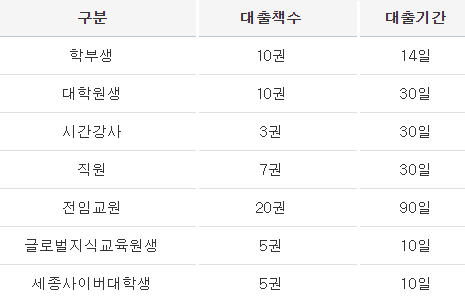 구분 대출책수 대출기간
학부생 10권 14일
대학원생 10권 30일
시간강사 3권 30일
직원 7권 30일
전임교원 20권 90일
글로벌지식교육원생 5권 10일
세종사이버대학생 5권 10일